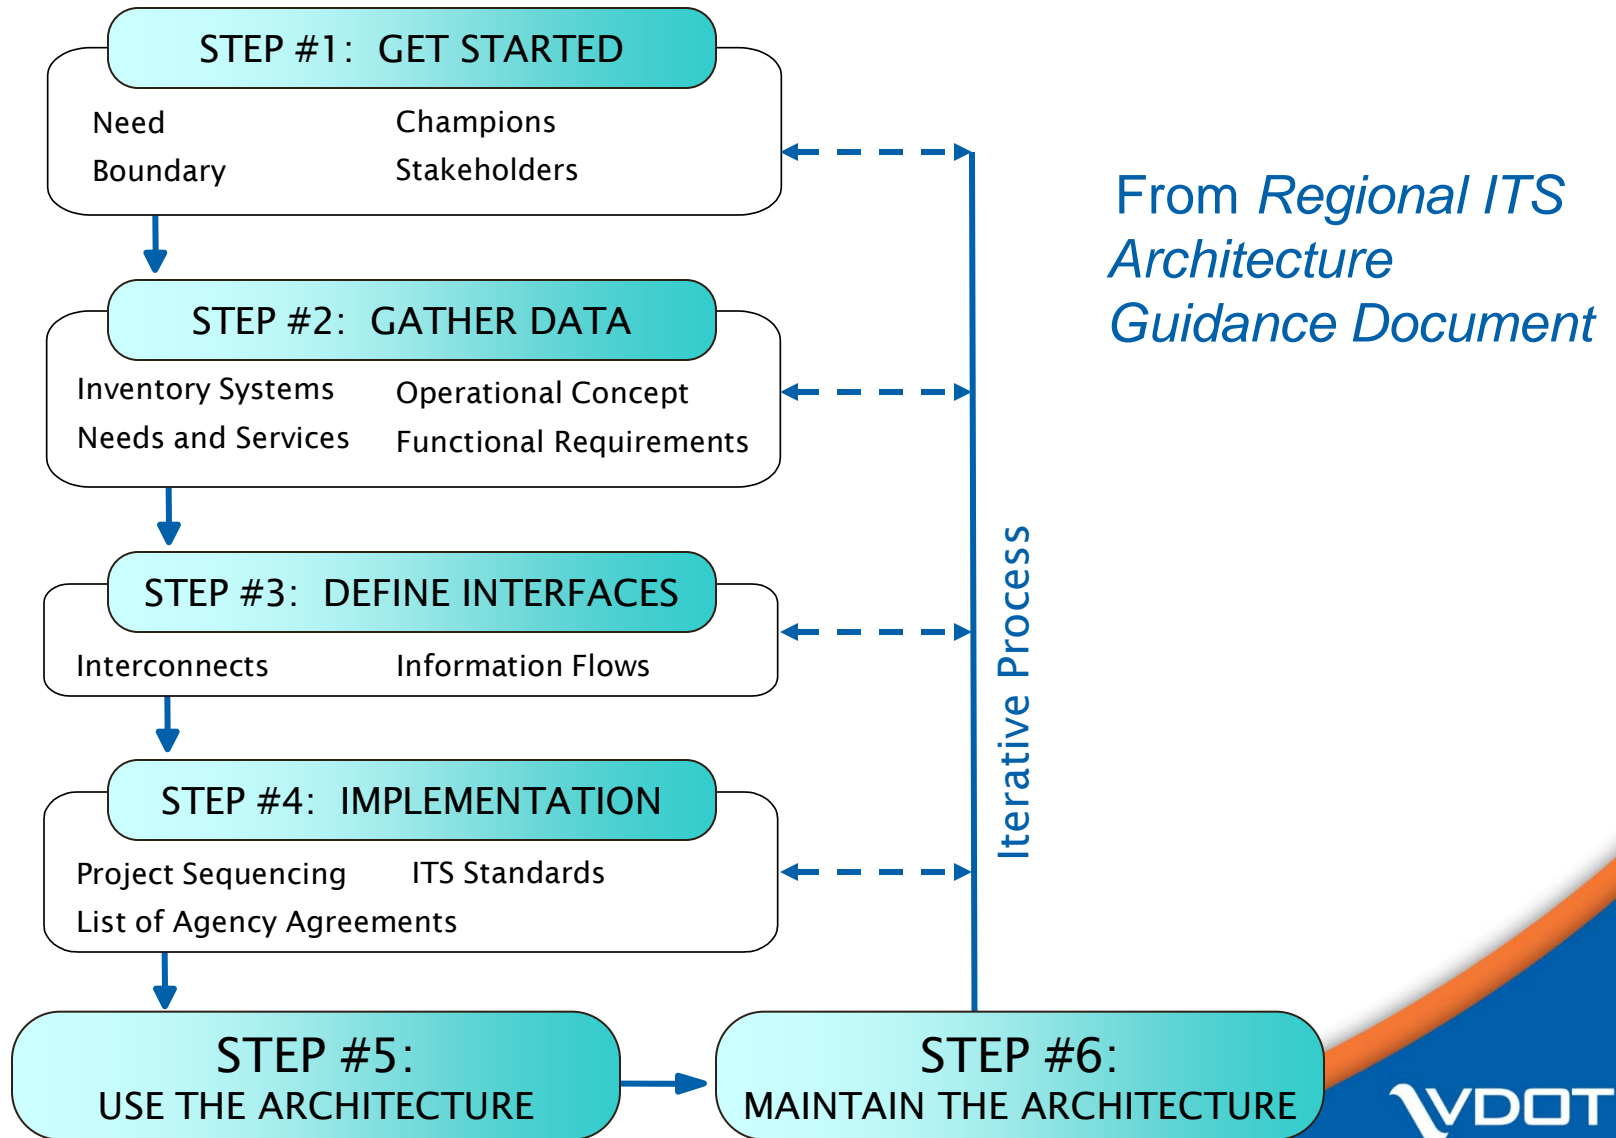 STEP #1: GET STARTED
Need
Champions
Boundary
Stakeholders
From Regional ITS
Architecture
Guidance Document
STEP #2: GATHER DATA
Inventory Systems
Operational Concept
Needs and Services
Functional Requirements
STEP #3: DEFINE INTERFACES
Interconnects
Information Flows
Iterative Process
STEP #4: IMPLEMENTATION
Project Sequencing
ITS Standards
List of Agency Agreements
STEP #5:
USE THE ARCHITECTURE
STEP #6:
MAINTAIN THE ARCHITECTURE
VDOT